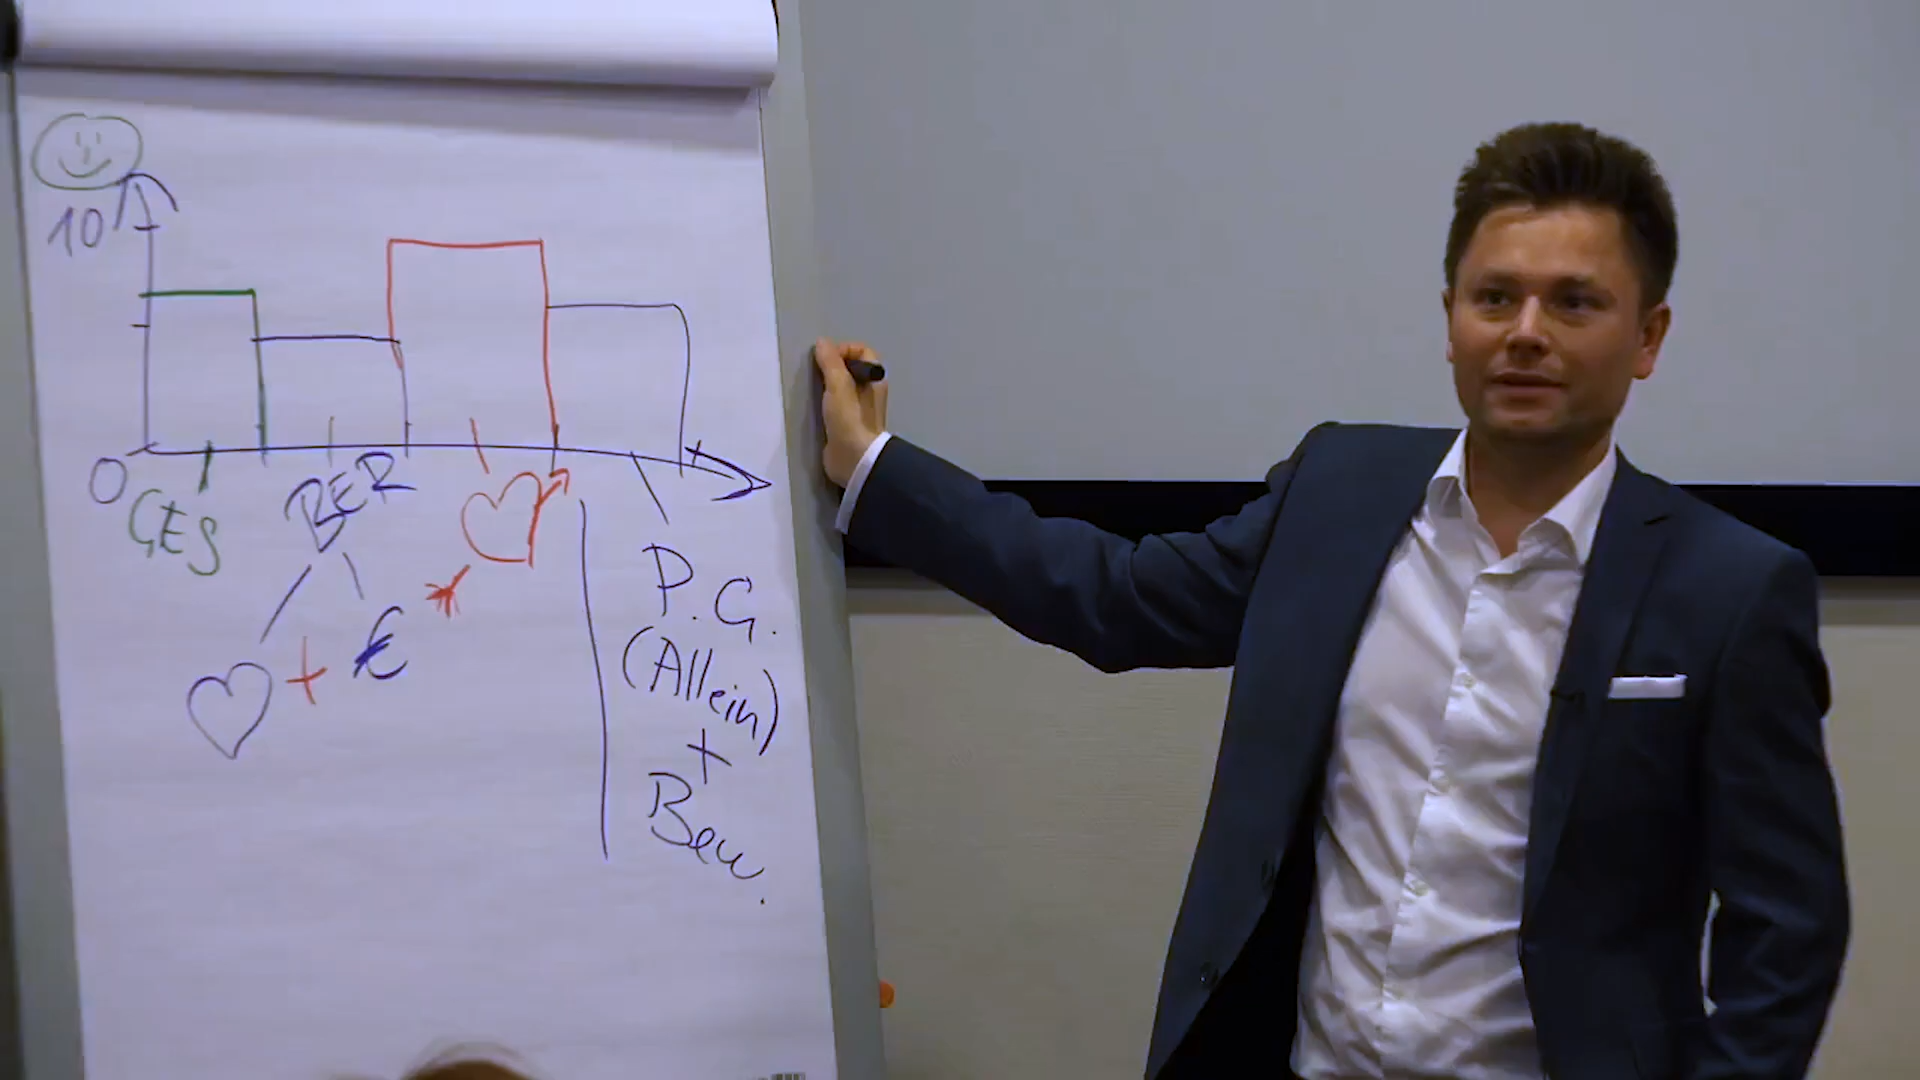 10
0
GES
BER
+ €
P.G.
(Allein)
+
Bew.